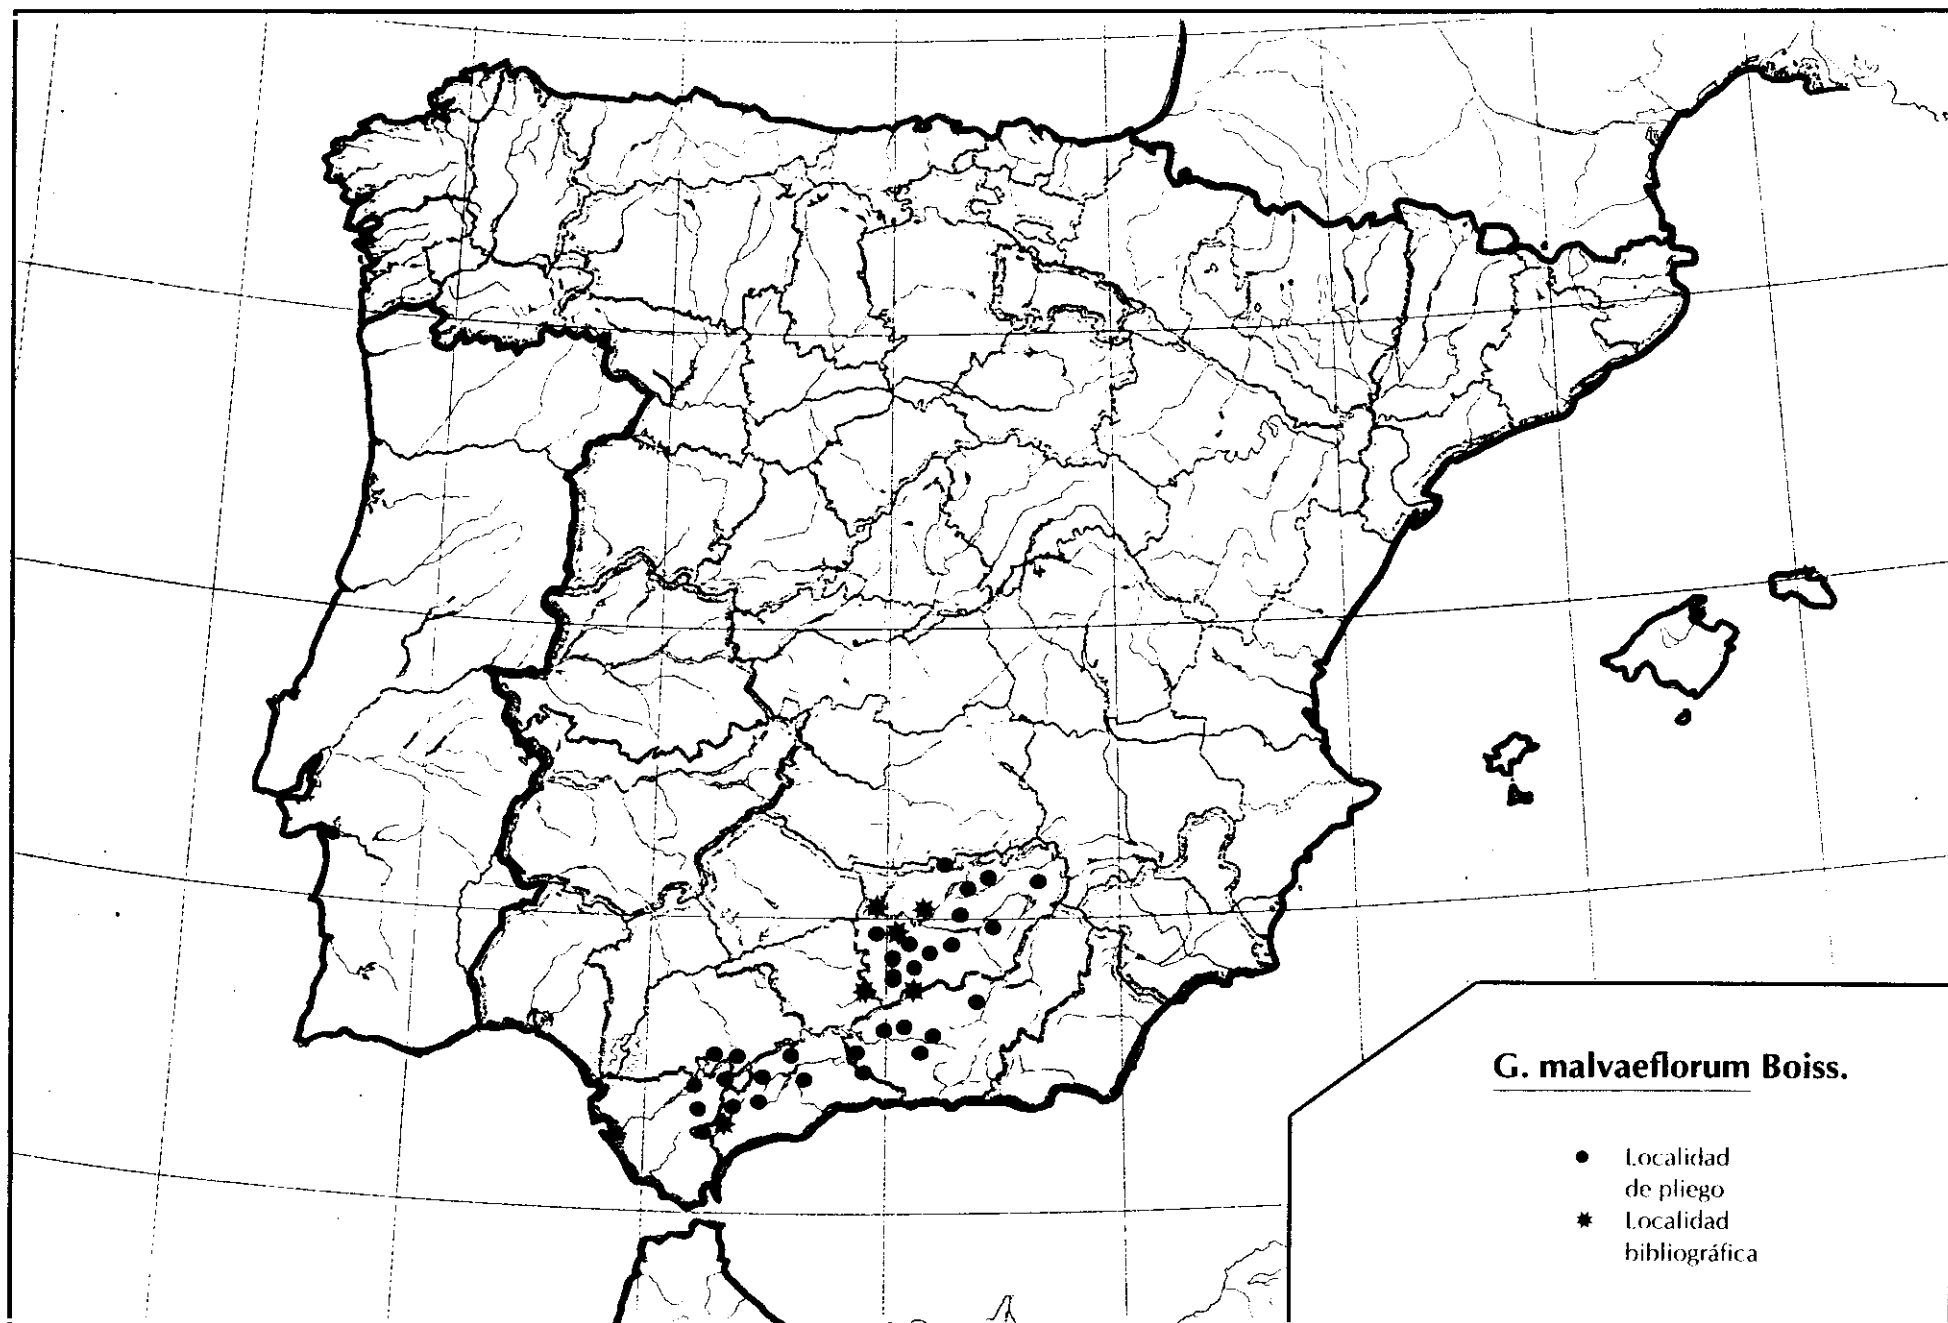 G. malvaeflorum Boiss.
Localidad
de pliego
Localidad
bibliográfica